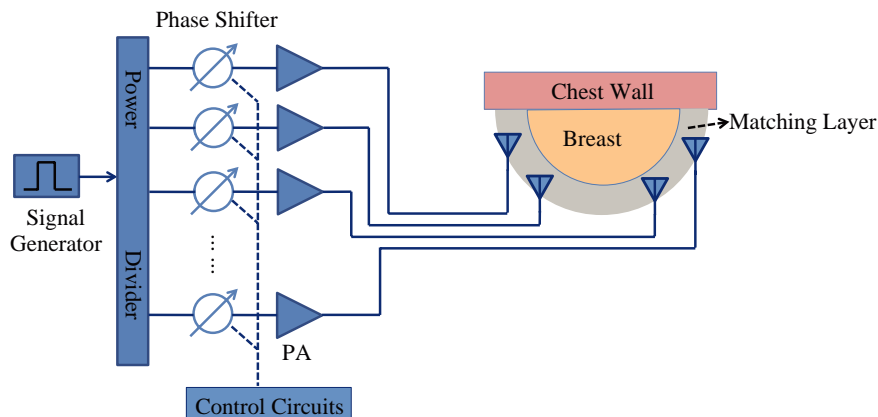 Phase Shifter
Power
Divider
Chest Wall
Breast
Matching Layer
Signal
Generator
......
......
PA
Control Circuits